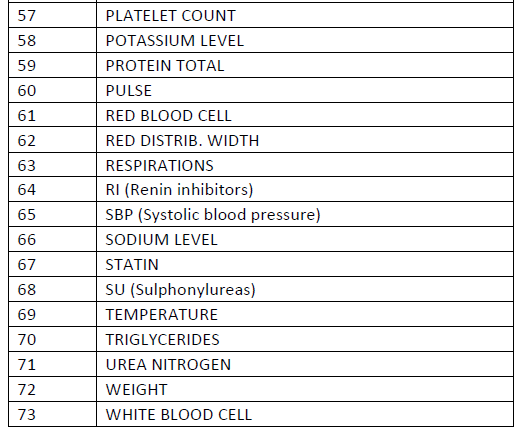 57 PLATELET COUNT
58 POTASSIUM LEVEL
59 PROTEIN TOTAL
60 PULSE
61 RED BLOOD CELL
62 RED DISTRIB. WIDTH
63 RESPIRATIONS
64 RI (Renin inhibitors)
65 SBP (Systolic blood pressure)
66 SODIUM LEVEL
67 STATIN
68 SU (Sulphonylureas)
69 TEMPERATURE
70 TRIGLYCERIDES
71 UREA NITROGEN
72 WEIGHT
73 WHITE BLOOD CELL